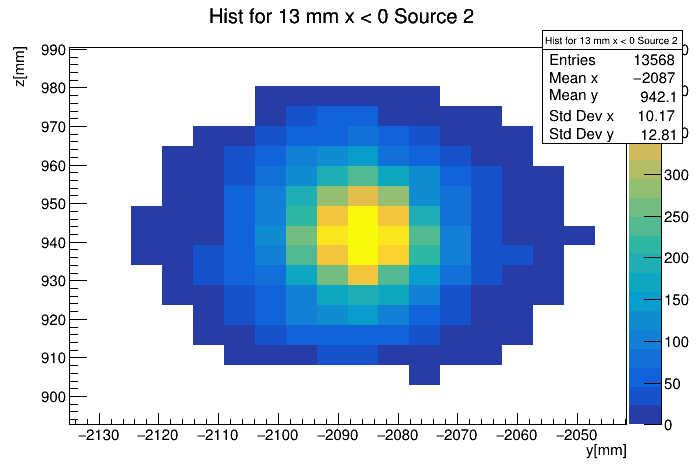 Hist for 13 mm x < 0 Source 2
z[mm]
990
980
970
960
950
940
930
920
910
900
−2130 −2120 −2110 −2100 −2090 −2080 −2070 −2060 −2050
y[mm]
Hist for 13 mm x < 0 Source 2
Entries 13568
Mean x −2087
Mean y 942.1
Std Dev x 10.17
Std Dev y 12.81
300
250
200
150
100
50
0